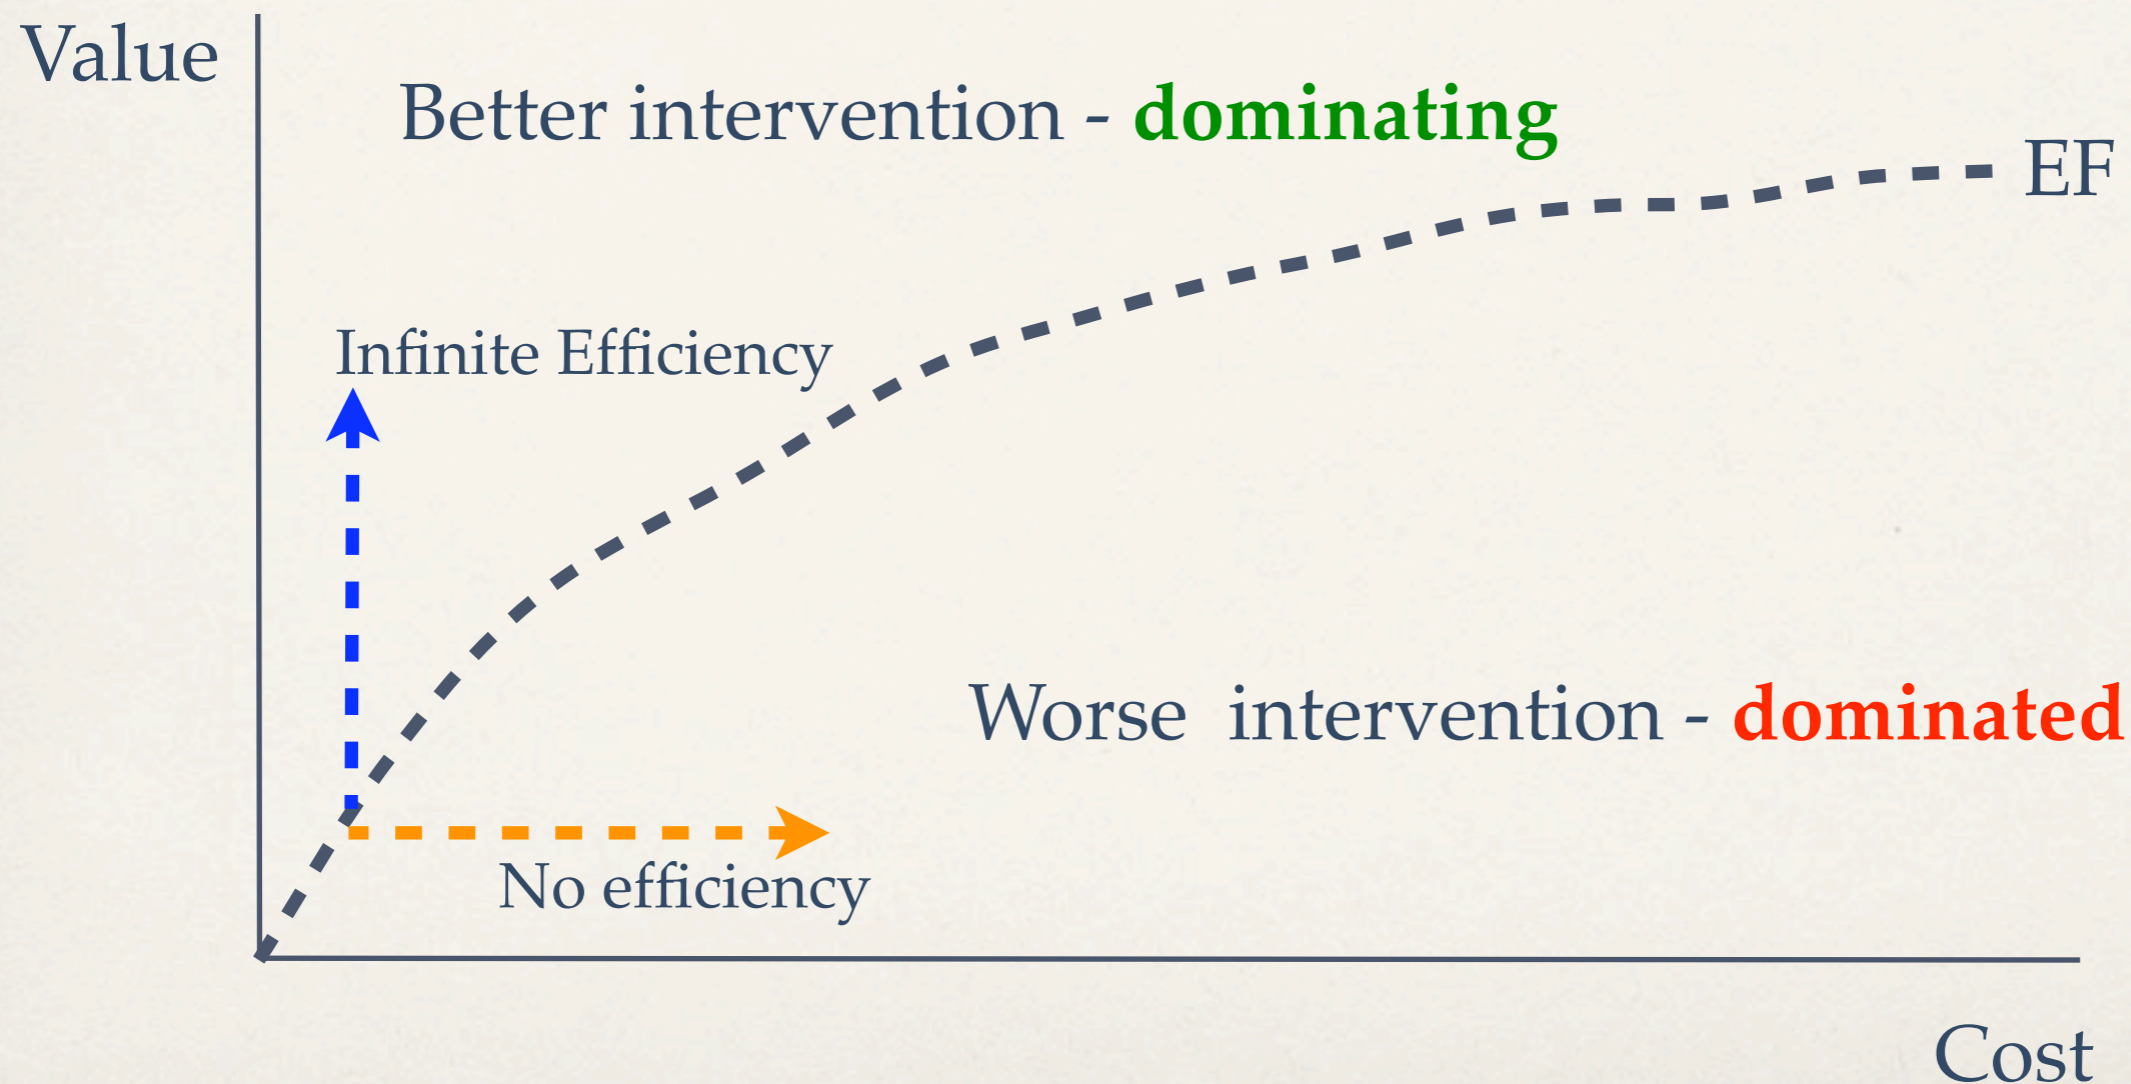 Value
Better intervention - dominating
EF
Infinite Efficiency
Worse intervention - dominated
No efficiency
Cost